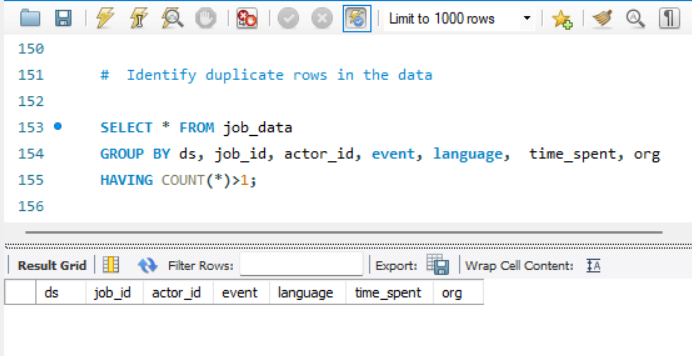 Limit to 1000 rows
150
151 # Identify duplicate rows in the data
152
153 SELECT * FROM job_data
154 GROUP BY ds, job_id, actor_id, event, language, time_spent, org
155 HAVING COUNT(*)>1;
156
Result Grid Filter Rows: Export: Wrap Cell Content: IA
ds job_id actor_id event language time_spent org